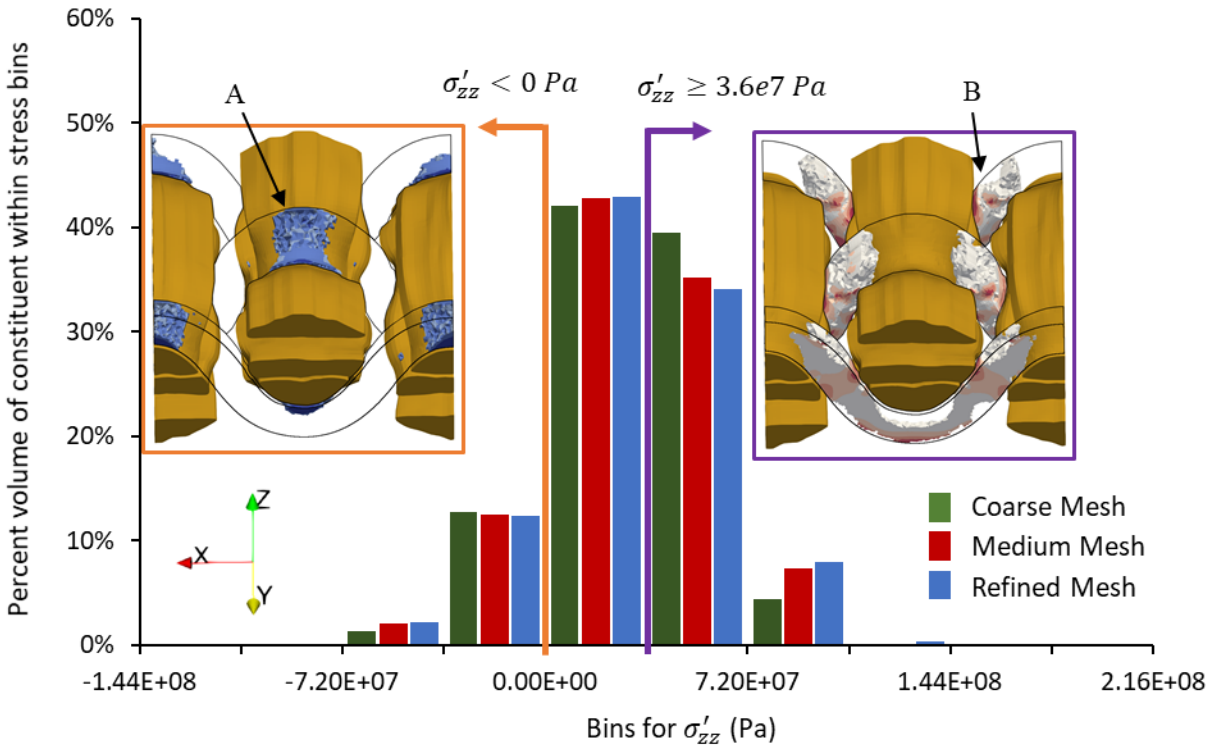 Percent volume of constituent within stress bins
60%
50%
40%
30%
20%
10%
0%
σ′zz < 0 Pa
σ′zz ≥ 3.6e7 Pa
A
B
Z
X
Y
Coarse Mesh
Medium Mesh
Refined Mesh
-1.44E+08 -7.20E+07 0.00E+00 7.20E+07 1.44E+08 2.16E+08
Bins for σ′zz (Pa)